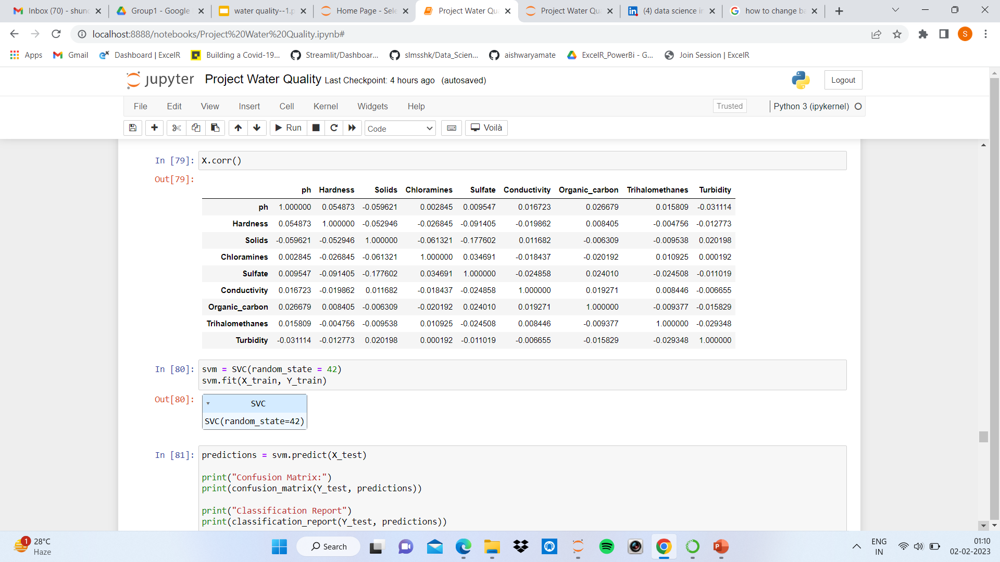 Inbox (70) - shund
Group1 - Google
water quality--1.p
Home Page - Sele
Project Water Qu
Project Water Qu
(4) data science in
how to change ba
localhost:8888/notebooks/Project%20Water%20Quality.ipynb#
S
Apps
Gmail
Dashboard | ExcelR
Building a Covid-19...
Streamlit/Dashboar...
slmsshk/Data_Scien...
aishwaryamate
ExcelR_PowerBi - G...
Join Session | ExcelR
jupyter Project Water Quality Last Checkpoint: 4 hours ago (autosaved)
Logout
File Edit View Insert Cell Kernel Widgets Help
Trusted
Python 3 (ipykernel)
Run
Code
Voilà
In [79]: X.corr()
Out[79]:
ph Hardness Solids Chloramines Sulfate Conductivity Organic_carbon Trihalomethanes Turbidity
ph 1.000000 0.054873 -0.059621 0.002845 0.009547 0.016723 0.026679 0.015809 -0.031114
Hardness 0.054873 1.000000 -0.052946 -0.026845 -0.091405 -0.019862 0.008405 -0.004756 -0.012773
Solids -0.059621 -0.052946 1.000000 -0.061321 -0.177602 0.011682 -0.006309 -0.009538 0.020198
Chloramines 0.002845 -0.026845 -0.061321 1.000000 0.034691 -0.018437 -0.020192 0.010925 0.000192
Sulfate 0.009547 -0.091405 -0.177602 0.034691 1.000000 -0.024858 0.024010 -0.024508 -0.011019
Conductivity 0.016723 -0.019862 0.011682 -0.018437 -0.024858 1.000000 0.019271 0.008446 -0.006655
Organic_carbon 0.026679 0.008405 -0.006309 -0.020192 0.024010 0.019271 1.000000 -0.009377 -0.015829
Trihalomethanes 0.015809 -0.004756 -0.009538 0.010925 -0.024508 0.008446 -0.009377 1.000000 -0.029348
Turbidity -0.031114 -0.012773 0.020198 0.000192 -0.011019 -0.006655 -0.015829 -0.029348 1.000000
In [80]: svm = SVC(random_state = 42)
svm.fit(X_train, Y_train)
Out[80]:
SVC
SVC(random_state=42)
In [81]: predictions = svm.predict(X_test)
print("Confusion Matrix:")
print(confusion_matrix(Y_test, predictions))
print("Classification Report")
print(classification_report(Y_test, predictions))
1
28°C
Haze
Search
ENG
IN
01:10
02-02-2023